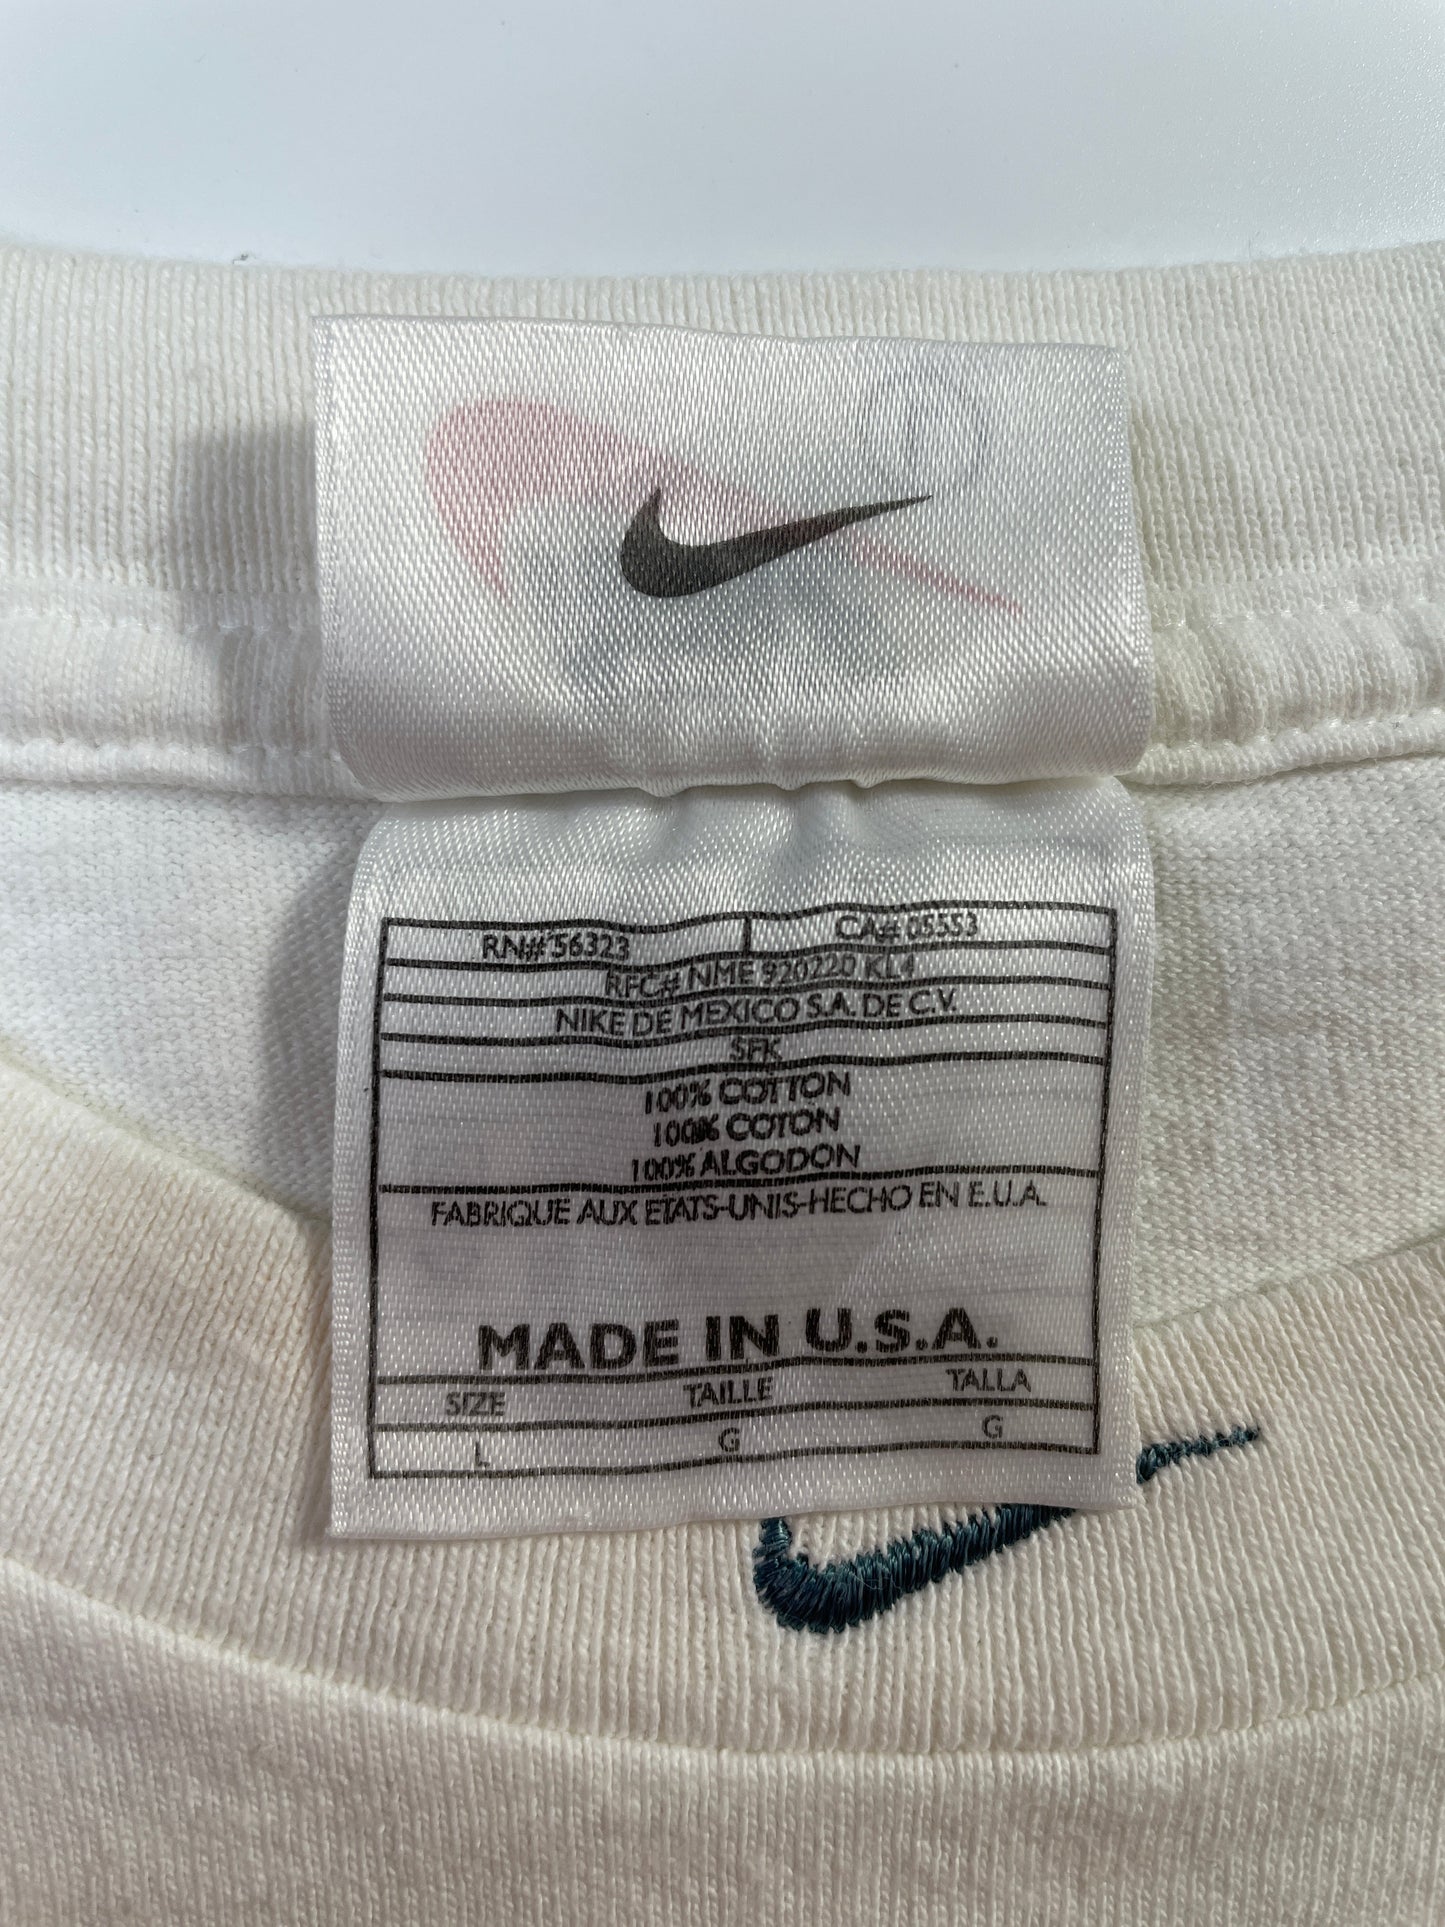 RN# 56323 CA# 05553
RFC# NME 920220 KL4
NIKE DE MEXICO S.A. DE C.V.
SFK
100% COTTON
100% COTON
100% ALGODON
FABRIQUE AUX ETATS-UNIS-HECHO EN E.U.A.
MADE IN U.S.A.
SIZE TAILLE TALLA
L G G